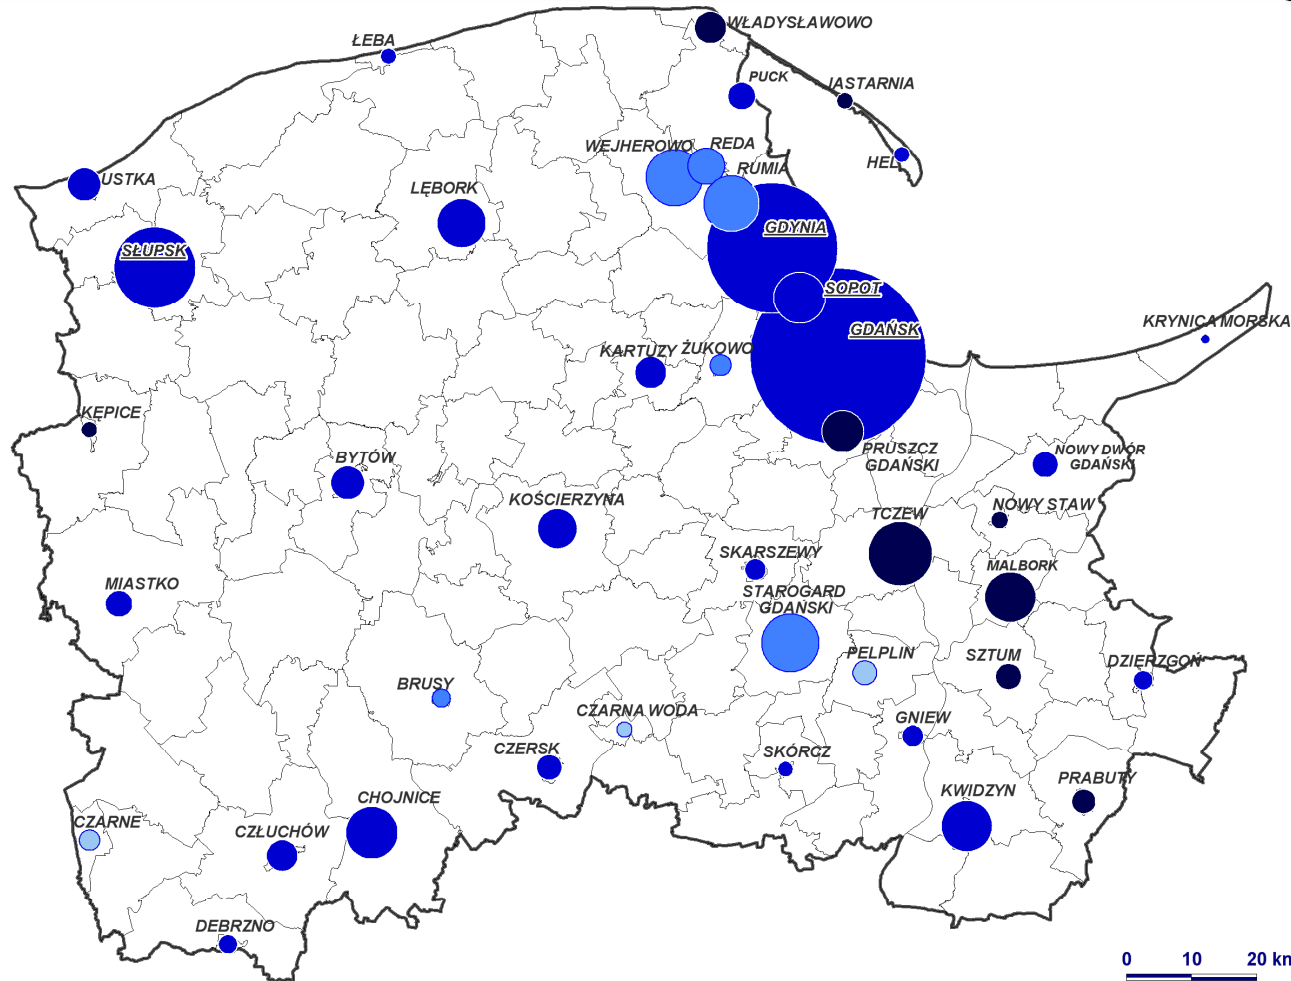 WŁADYSŁAWOWO
ŁEBA
PUCK
JASTARNIA
WEJHEROWO
REDA
RUMIA
HEL
USTKA
LĘBORK
GDYNIA
SŁUPSK
SOPOT
GDAŃSK
KRYNICA MORSKA
KARTUZY
ŻUKOWO
KĘPICE
PRUSZCZ
GDAŃSKI
NOWY DWÓR
GDAŃSKI
BYTÓW
KOŚCIERZYNA
NOWY STAW
TCZEW
SKARSZEWY
MALBORK
MIASTKO
STAROGARD
GDAŃSKI
PELPLIN
SZTUM
DZIERZGOŃ
BRUSY
CZARNA WODA
GNIEW
CZERSK
SKÓRCZ
PRABUTY
CHOJNICE
KWIDZYN
CZARNE
CZŁUCHÓW
DEBRZNO
0 10 20 km